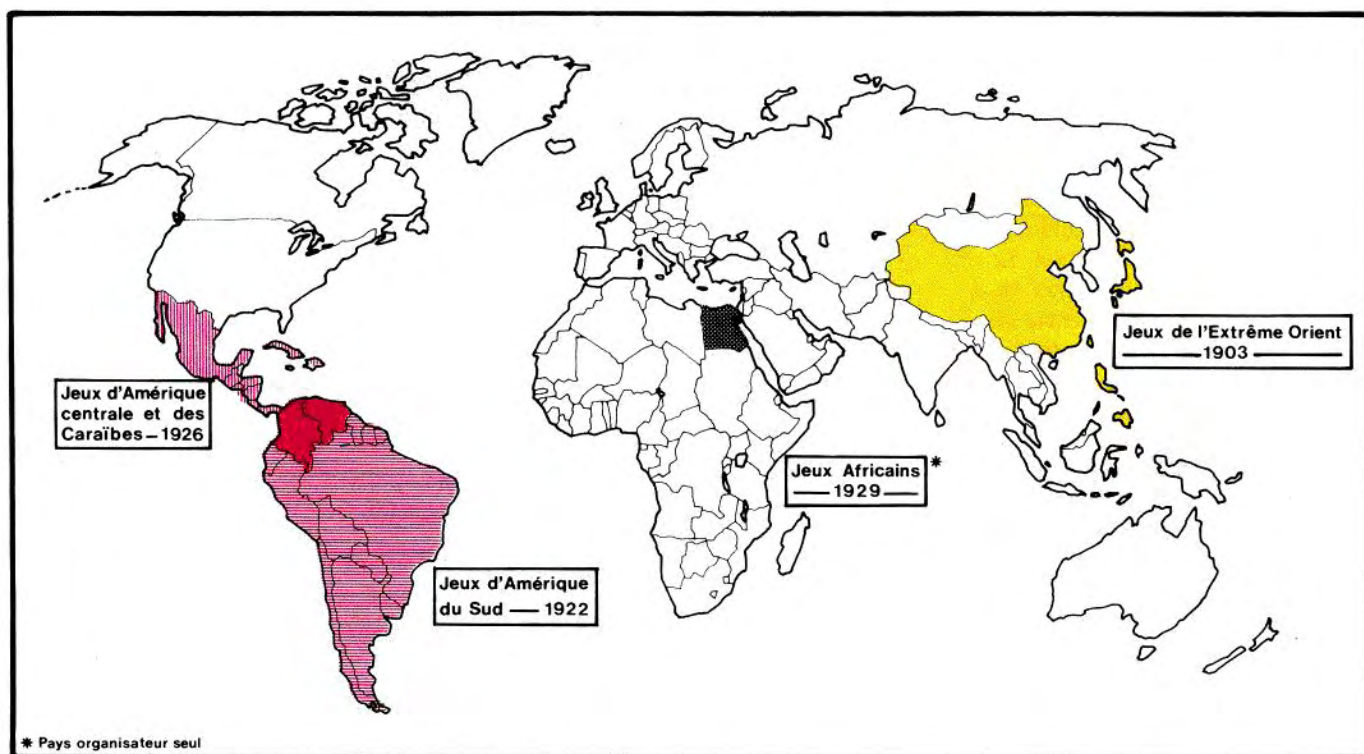 Jeux de l'Extrême Orient
1903
Jeux d'Amérique
centrale et des
Caraïbes — 1926
Jeux Africains *
1929
Jeux d'Amérique
du Sud — 1922
* Pays organisateur seul